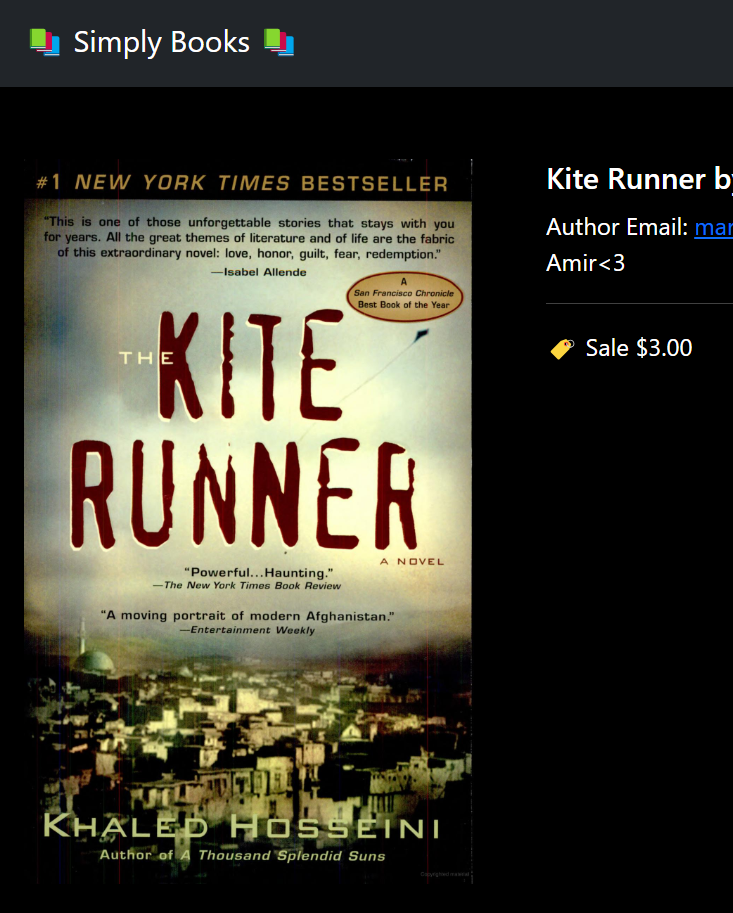 Simply Books
#1 NEW YORK TIMES BESTSELLER
"This is one of those unforgettable stories that stays with you
for years. All the great themes of literature and of life are the fabric
of this extraordinary novel: love, honor, guilt, fear, redemption."
—Isabel Allende
A
San Francisco Chronicle
Best Book of the Year
THE KITE
RUNNER
A NOVEL
"Powerful...Haunting."
—The New York Times Book Review
"A moving portrait of modern Afghanistan."
—Entertainment Weekly
KHALED HOSSEINI
Author of A Thousand Splendid Suns
Copyrighted material
Kite Runner by
Author Email:
Amir<3
Sale $3.00